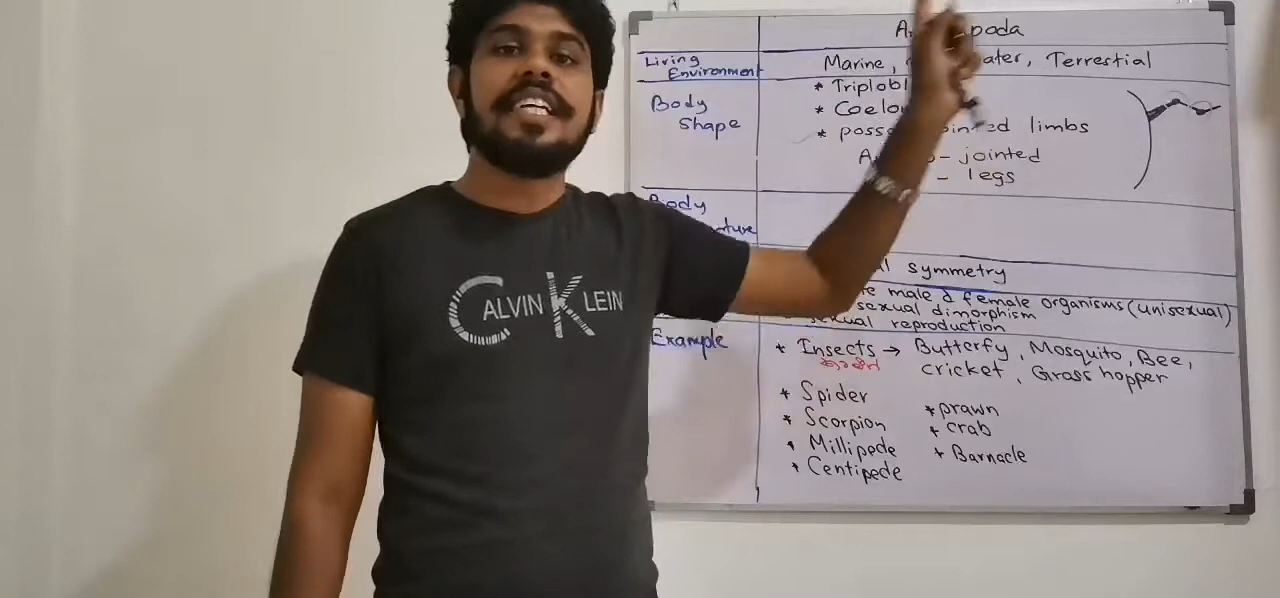 poda
Living
Environment
Marine, ater, Terrestial
Body
Shape
* Triplobl
* Coelo
* poss jointed limbs
- jointed
- legs
Body
symmetry
male & female organisms (unisexual)
sexual dimorphism
sexual reproduction
Example
* Insects → Butterfy, Mosquito, Bee,
cricket, Grass hopper
* Spider
* Scorpion
* Millipede
* Centipede
* prawn
* crab
* Barnacle
CALVIN KLEIN